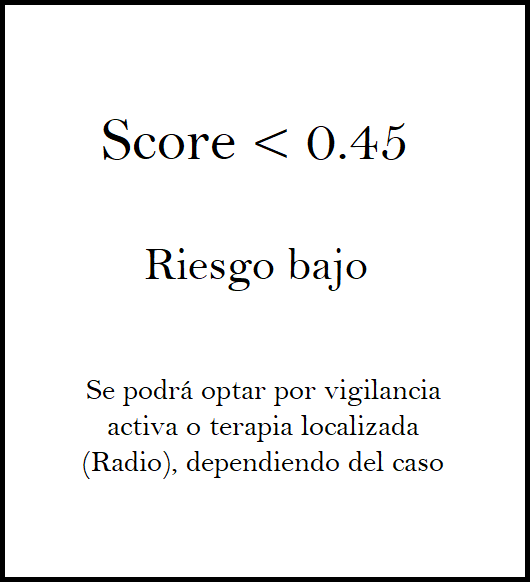 Score < 0.45
Riesgo bajo
Se podrá optar por vigilancia
activa o terapia localizada
(Radio), dependiendo del caso